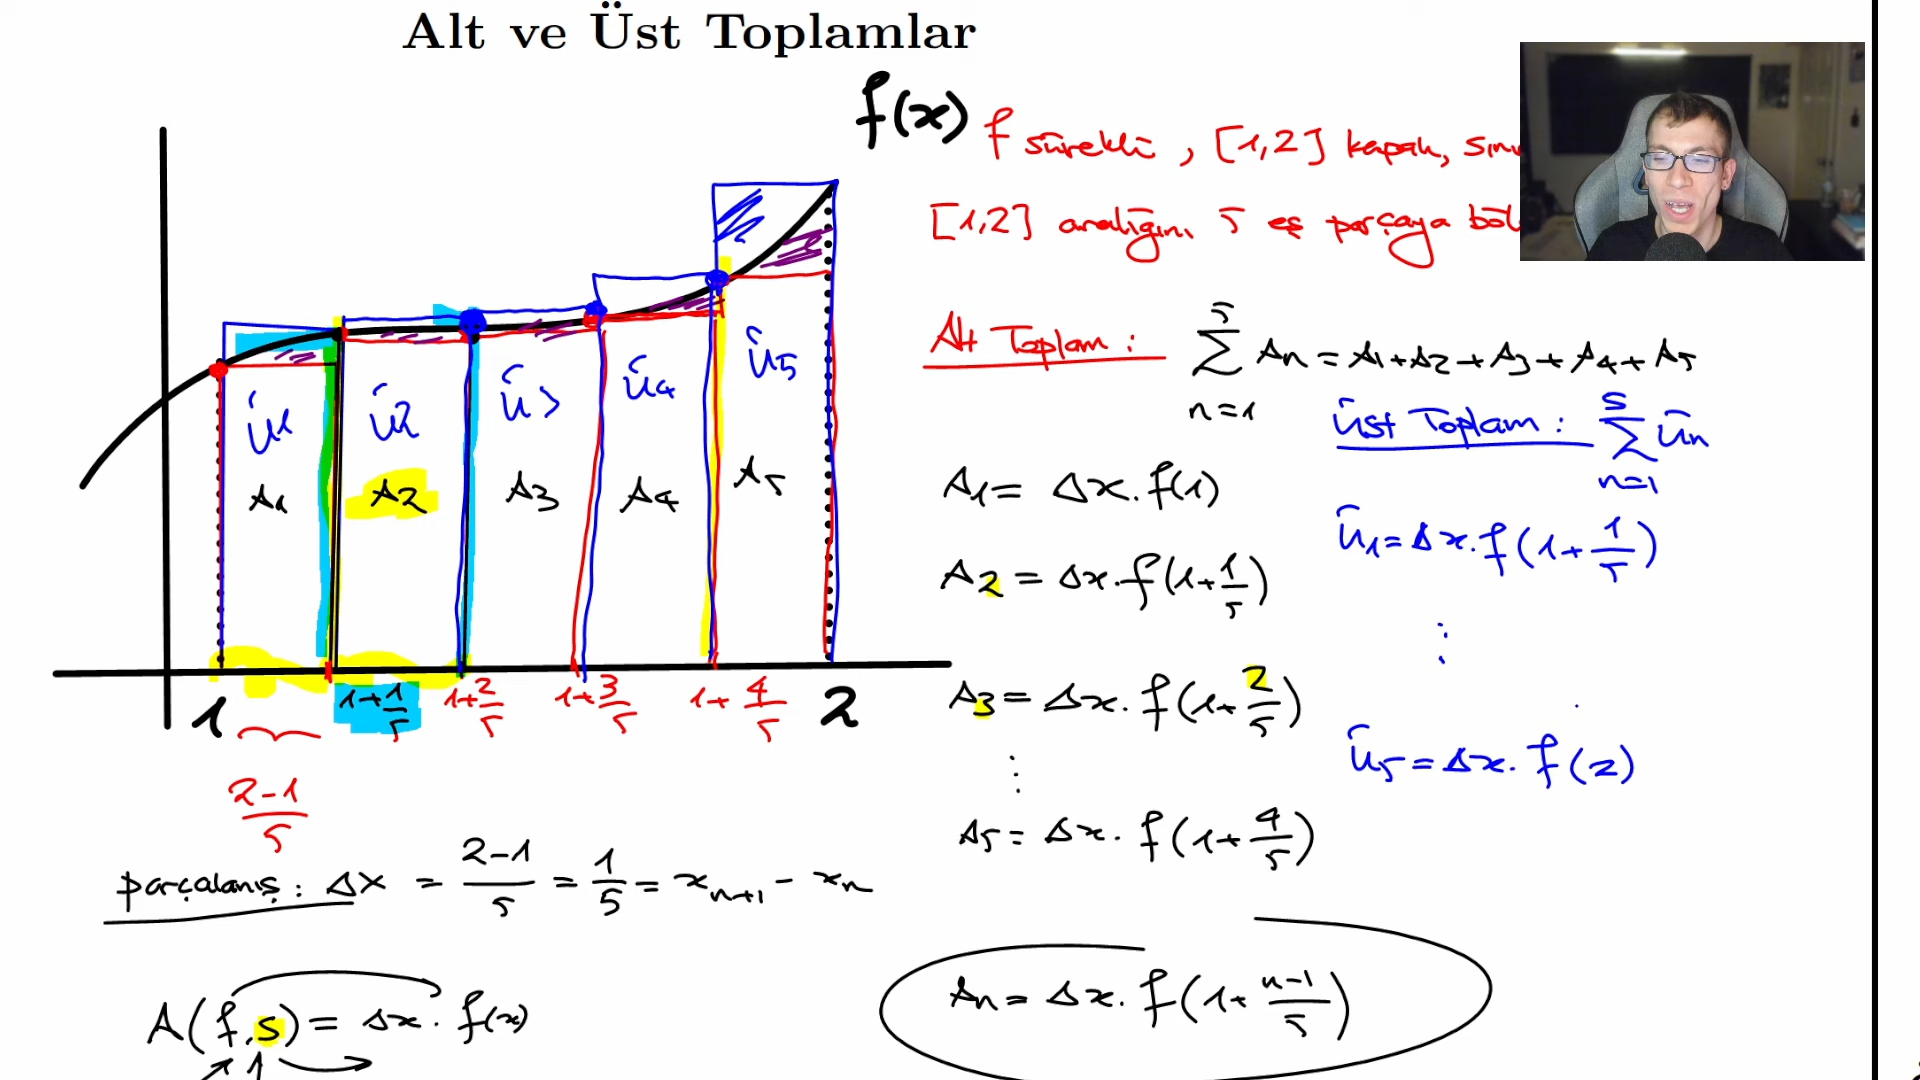 Alt ve Üst Toplamlar
f(x)
f sürekli, [1,2] kapalı,
[1,2] aralığını 5 eş parçaya
Alt Toplam: 5 ∑ n=1 An = A1+A2+A3+A4+A5
Üst Toplam: 5 ∑ n=1 Ün
Ü1 Ü2 Ü3 Ü4 Ü5
A1 A2 A3 A4 A5
A1 = Δx.f(1)
Ü1 = Δx.f(1+1/5)
A2 = Δx.f(1+1/5)
⋮
A3 = Δx.f(1+2/5)
1 1+1/5 1+2/5 1+3/5 1+4/5 2
Ü5 = Δx.f(2)
⋮
2-1/5
A5 = Δx.f(1+4/5)
parçalanış: Δx = 2-1/5 = 1/5 = xn+1 - xn
An = Δx.f(1+n-1/5)
A(f,s) = Δx.f(x)